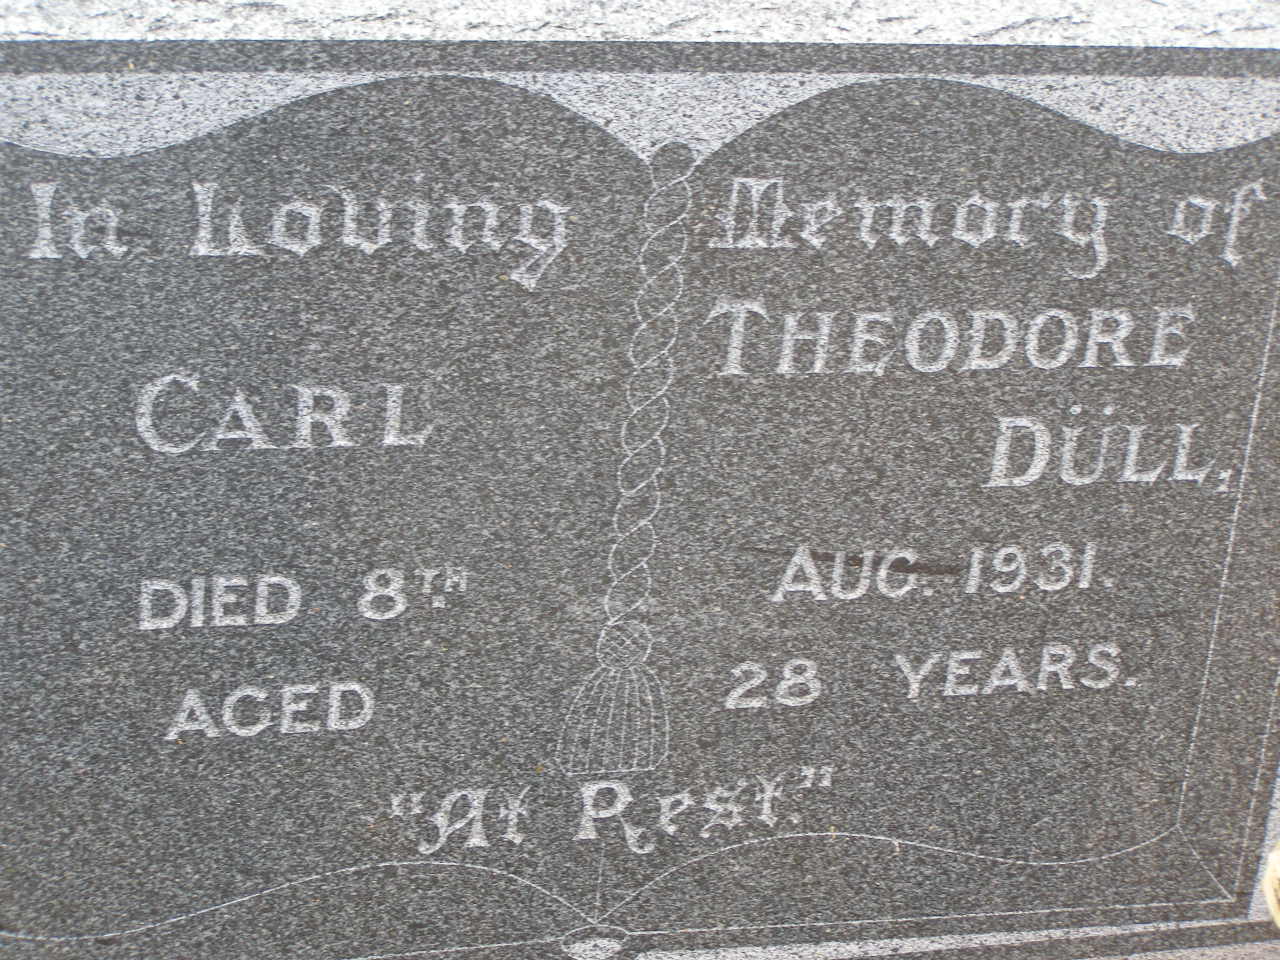 In Loving Memory of
CARL THEODORE
DÜLL,
DIED 8TH AUG. 1931.
AGED 28 YEARS.
"At Rest."